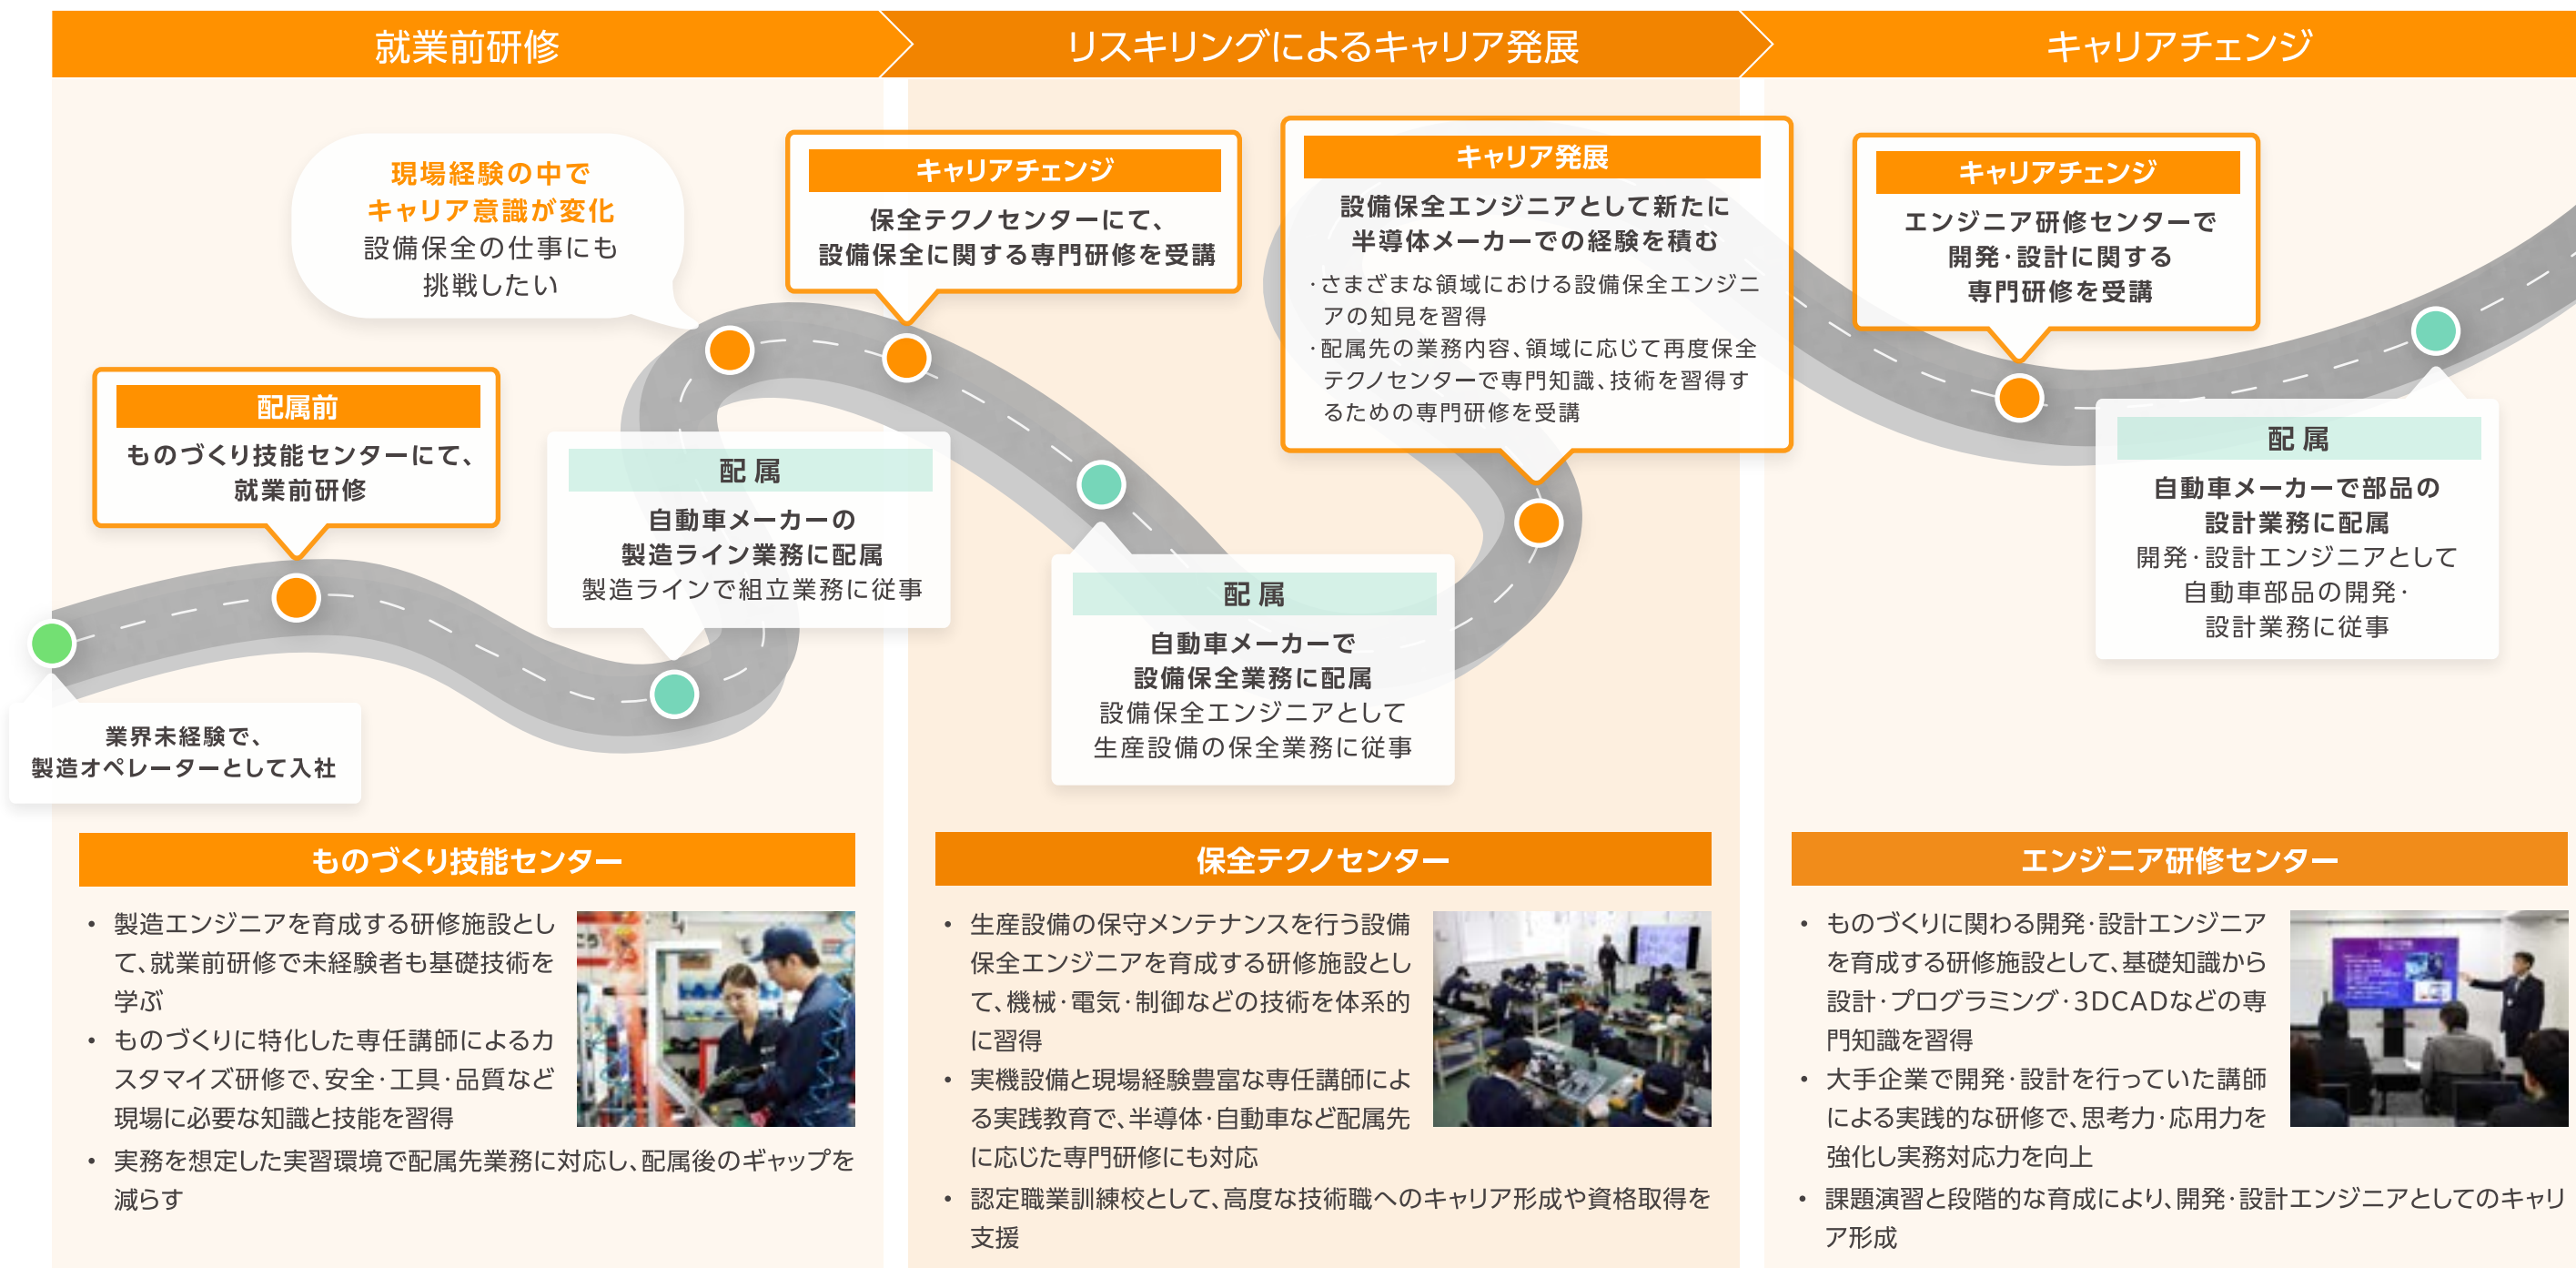 就業前研修
リスキリングによるキャリア発展
キャリアチェンジ
業界未経験で、
製造オペレーターとして入社
配属前
ものづくり技能センターにて、
就業前研修
配 属
自動車メーカーの
製造ライン業務に配属
製造ラインで組立業務に従事
現場経験の中で
キャリア意識が変化
設備保全の仕事にも
挑戦したい
キャリアチェンジ
保全テクノセンターにて、
設備保全に関する専門研修を受講
配 属
自動車メーカーで
設備保全業務に配属
設備保全エンジニアとして
生産設備の保全業務に従事
キャリア発展
設備保全エンジニアとして新たに
半導体メーカーでの経験を積む
・さまざまな領域における設備保全エンジニ
アの知見を習得
・配属先の業務内容、領域に応じて再度保全
テクノセンターで専門知識、技術を習得す
るための専門研修を受講
キャリアチェンジ
エンジニア研修センターで
開発・設計に関する
専門研修を受講
配 属
自動車メーカーで部品の
設計業務に配属
開発・設計エンジニアとして
自動車部品の開発・
設計業務に従事
ものづくり技能センター
• 製造エンジニアを育成する研修施設とし
て、就業前研修で未経験者も基礎技術を
学ぶ
• ものづくりに特化した専任講師によるカ
スタマイズ研修で、安全・工具・品質など
現場に必要な知識と技能を習得
• 実務を想定した実習環境で配属先業務に対応し、配属後のギャップを
減らす
保全テクノセンター
• 生産設備の保守メンテナンスを行う設備
保全エンジニアを育成する研修施設とし
て、機械・電気・制御などの技術を体系的
に習得
• 実機設備と現場経験豊富な専任講師によ
る実践教育で、半導体・自動車など配属先
に応じた専門研修にも対応
• 認定職業訓練校として、高度な技術職へのキャリア形成や資格取得を
支援
エンジニア研修センター
• ものづくりに関わる開発・設計エンジニア
を育成する研修施設として、基礎知識から
設計・プログラミング・3DCADなどの専
門知識を習得
• 大手企業で開発・設計を行っていた講師
による実践的な研修で、思考力・応用力を
強化し実務対応力を向上
• 課題演習と段階的な育成により、開発・設計エンジニアとしてのキャリ
ア形成